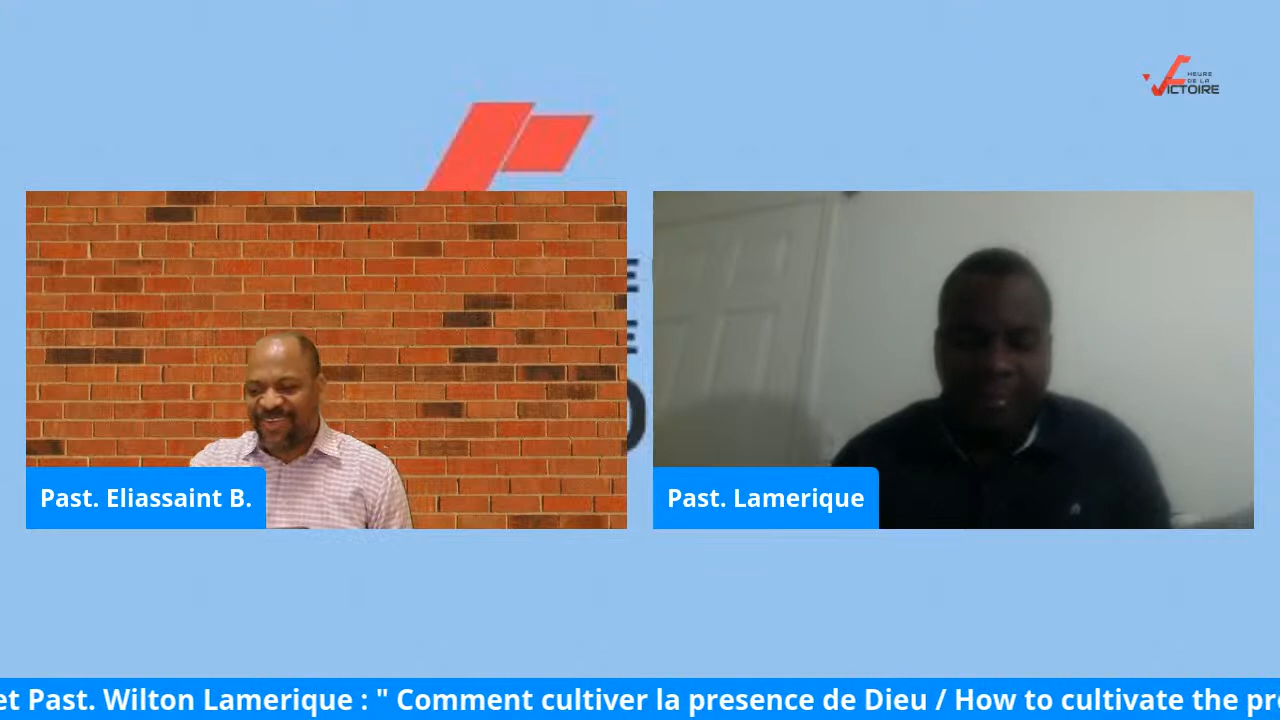 HEURE
DE LA
VICTOIRE
Past. Eliassaint B.
Past. Lamerique
et Past. Wilton Lamerique : " Comment cultiver la presence de Dieu / How to cultivate the